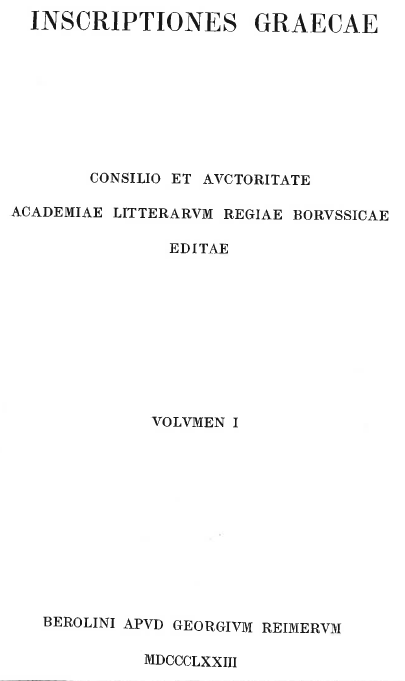 INSCRIPTIONES GRAECAE
CONSILIO ET AVCTORITATE
ACADEMIAE LITTERARVM REGIAE BORVSSICAE
EDITAE
VOLVMEN I
BEROLINI APVD GEORGIVM REIMERVM
MDCCCLXXIII